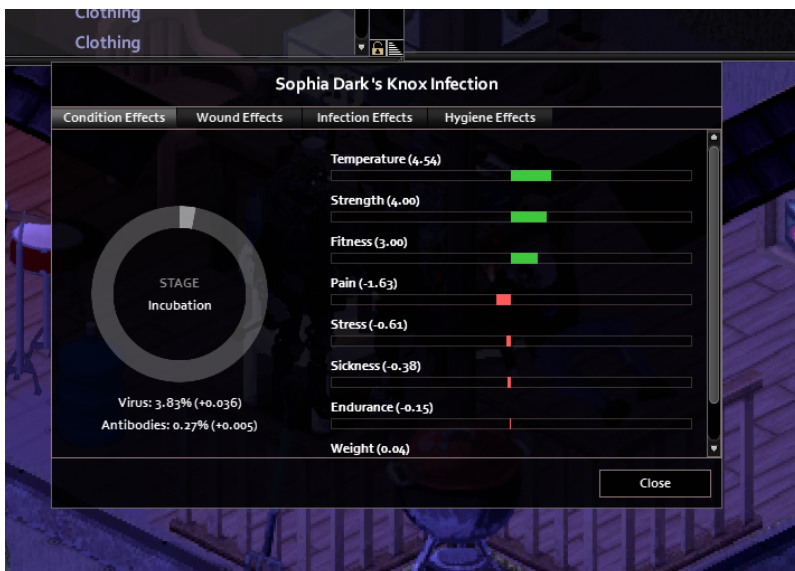 Clothing
Clothing
Sophia Dark's Knox Infection
Condition Effects Wound Effects Infection Effects Hygiene Effects
STAGE
Incubation
Virus: 3.83% (+0.036)
Antibodies: 0.27% (+0.005)
Temperature (4.54)
Strength (4.00)
Fitness (3.00)
Pain (-1.63)
Stress (-0.61)
Sickness (-0.38)
Endurance (-0.15)
Weight (0.04)
Close